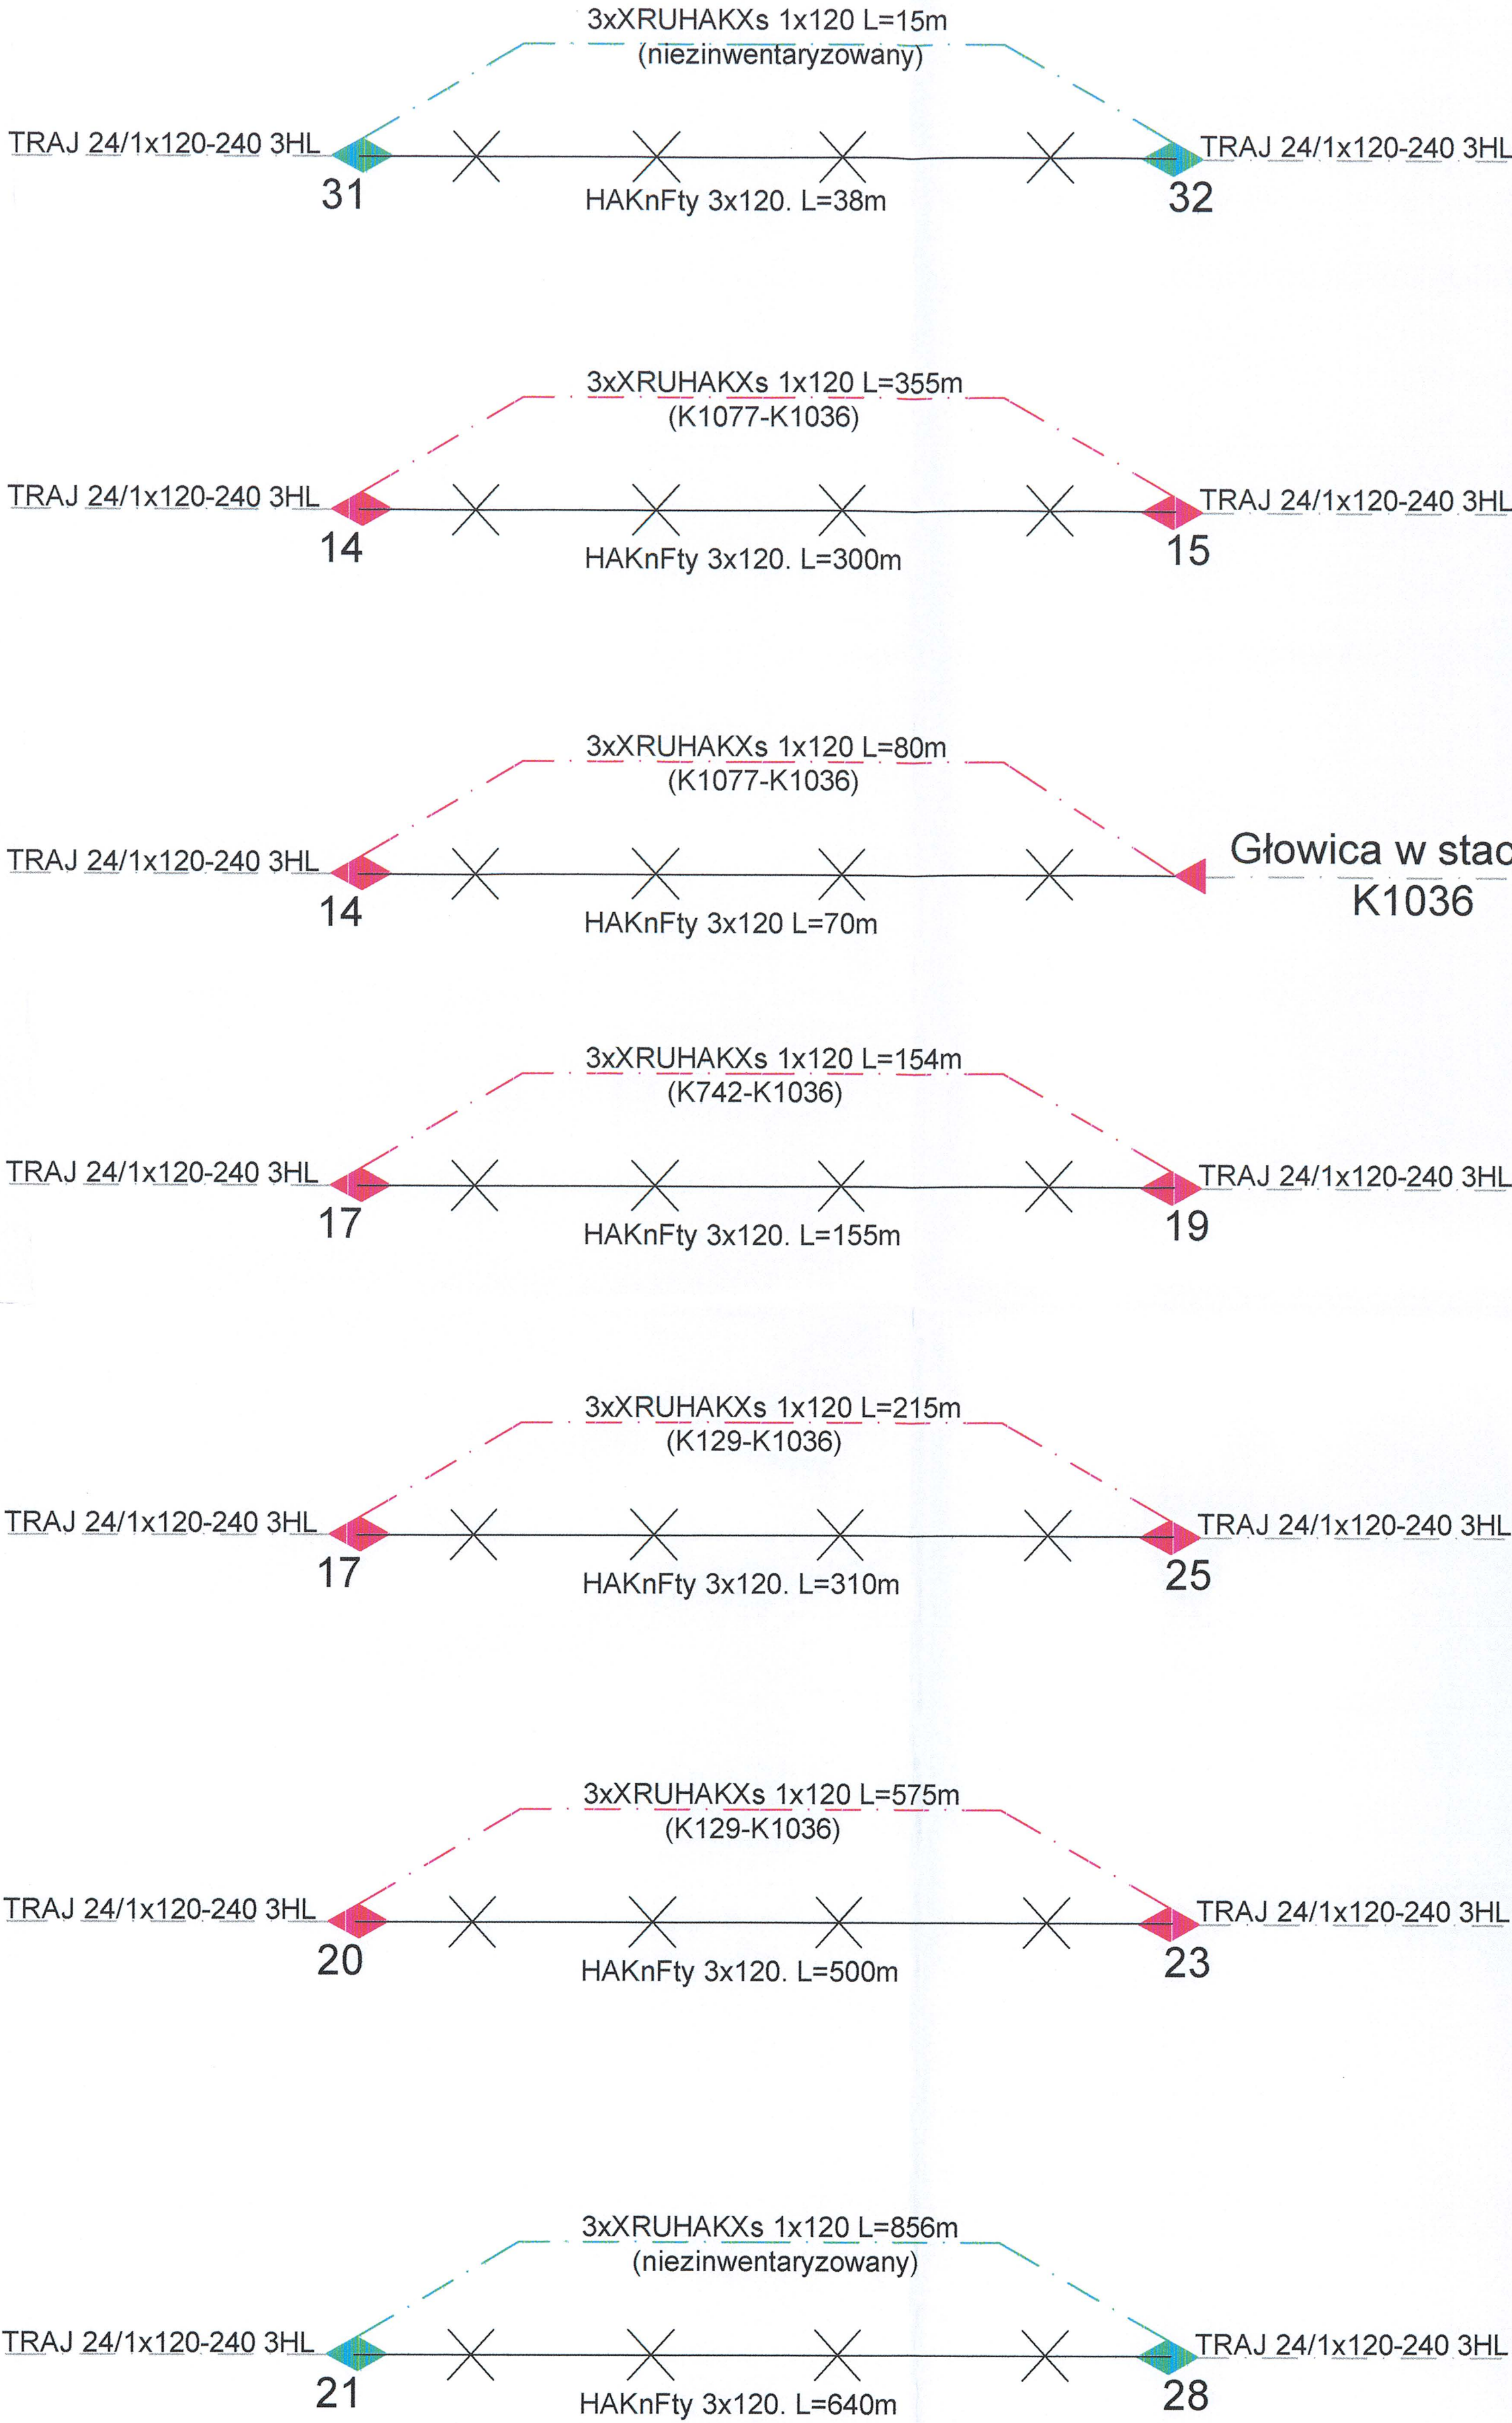 3xXRUHAKXs 1x120 L=15m
(niezinwentaryzowany)
TRAJ 24/1x120-240 3HL
TRAJ 24/1x120-240 3HL
31
HAKnFty 3x120. L=38m
32
3xXRUHAKXs 1x120 L=355m
(K1077-K1036)
TRAJ 24/1x120-240 3HL
TRAJ 24/1x120-240 3HL
14
HAKnFty 3x120. L=300m
15
3xXRUHAKXs 1x120 L=80m
(K1077-K1036)
TRAJ 24/1x120-240 3HL
Głowica w stac
K1036
14
HAKnFty 3x120 L=70m
3xXRUHAKXs 1x120 L=154m
(K742-K1036)
TRAJ 24/1x120-240 3HL
TRAJ 24/1x120-240 3HL
17
HAKnFty 3x120. L=155m
19
3xXRUHAKXs 1x120 L=215m
(K129-K1036)
TRAJ 24/1x120-240 3HL
TRAJ 24/1x120-240 3HL
17
HAKnFty 3x120. L=310m
25
3xXRUHAKXs 1x120 L=575m
(K129-K1036)
TRAJ 24/1x120-240 3HL
TRAJ 24/1x120-240 3HL
20
HAKnFty 3x120. L=500m
23
3xXRUHAKXs 1x120 L=856m
(niezinwentaryzowany)
TRAJ 24/1x120-240 3HL
TRAJ 24/1x120-240 3HL
21
HAKnFty 3x120. L=640m
28